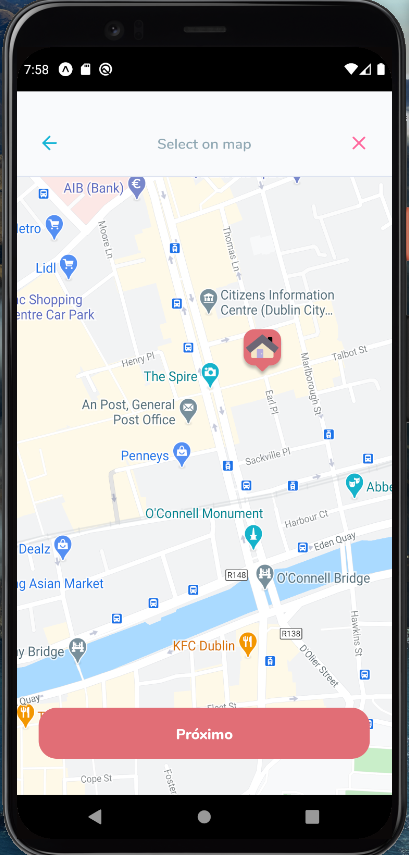 7:58
Select on map
AIB (Bank)
etro
Moore Ln
Thomas Ln
Lidl
ac Shopping
entre Car Park
Citizens Information
Centre (Dublin City...
Henry Pl
Talbot St
The Spire
Marlborough St
Earl Pl
An Post, General
Post Office
Penneys
Sackville Pl
Abbe
O'Connell Monument
Harbour Ct
Eden Quay
Dealz
ng Asian Market
R148
O'Connell Bridge
Hawkins St
R138
KFC Dublin
D'Olier Street
ny Bridge
Quay
Fleet St
Próximo
Cope St
Foster